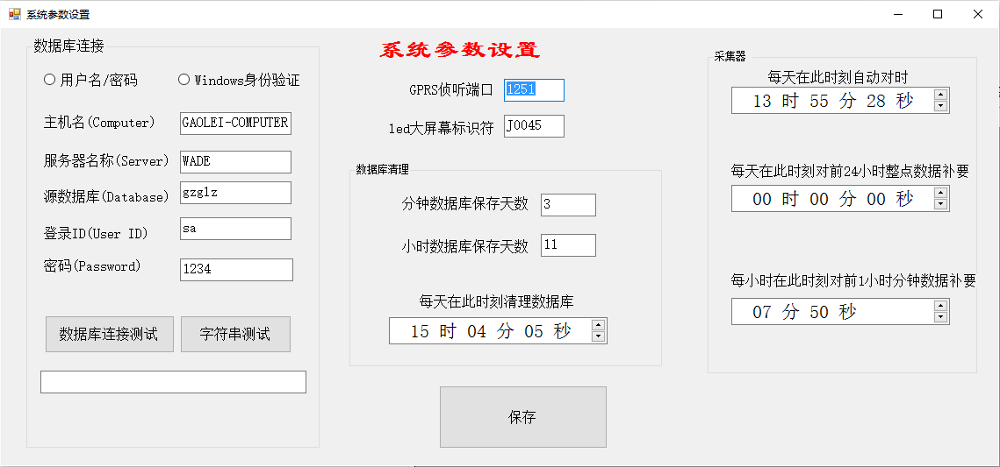 系统参数设置
数据库连接
用户名/密码
Windows身份验证
主机名(Computer)
GAOLEI-COMPUTER
服务器名称(Server)
WADE
源数据库(Database)
gzglz
登录ID(User ID)
sa
密码(Password)
1234
数据库连接测试
字符串测试
系统参数设置
GPRS侦听端口
1251
led大屏幕标识符
J0045
数据库清理
分钟数据库保存天数
3
小时数据库保存天数
11
每天在此时刻清理数据库
15 时 04 分 05 秒
保存
采集器
每天在此时刻自动对时
13 时 55 分 28 秒
每天在此时刻对前24小时整点数据补要
00 时 00 分 00 秒
每小时在此时刻对前1小时分钟数据补要
07 分 50 秒